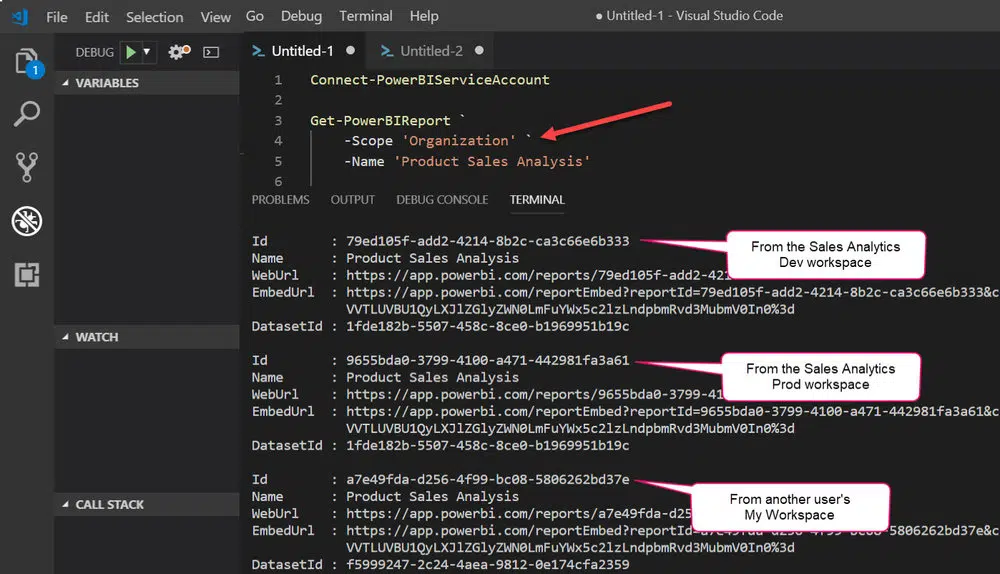 File Edit Selection View Go Debug Terminal Help ● Untitled-1 - Visual Studio Code
DEBUG
Untitled-1 ● Untitled-2 ●
1
VARIABLES
1 Connect-PowerBIServiceAccount
2
3 Get-PowerBIReport `
4 -Scope 'Organization' `
5 -Name 'Product Sales Analysis'
6
PROBLEMS OUTPUT DEBUG CONSOLE TERMINAL
Id : 79ed105f-add2-4214-8b2c-ca3c66e6b333
Name : Product Sales Analysis
WebUrl : https://app.powerbi.com/reports/79ed105f-add2-421
EmbedUrl : https://app.powerbi.com/reportEmbed?reportId=79ed105f-add2-4214-8b2c-ca3c66e6b333&c
VVTLUVBU1QyLXJlZGlyZWN0LmFuYWx5c2lzLndpbmRvd3MubmV0In0%3d
DatasetId : 1fde182b-5507-458c-8ce0-b1969951b19c
From the Sales Analytics
Dev workspace
WATCH
Id : 9655bda0-3799-4100-a471-442981fa3a61
Name : Product Sales Analysis
WebUrl : https://app.powerbi.com/reports/9655bda0-3799-41
EmbedUrl : https://app.powerbi.com/reportEmbed?reportId=9655bda0-3799-4100-a471-442981fa3a61&c
VVTLUVBU1QyLXJlZGlyZWN0LmFuYWx5c2lzLndpbmRvd3MubmV0In0%3d
DatasetId : 1fde182b-5507-458c-8ce0-b1969951b19c
From the Sales Analytics
Prod workspace
CALL STACK
Id : a7e49fda-d256-4f99-bc08-5806262bd37e
Name : Product Sales Analysis
WebUrl : https://app.powerbi.com/reports/a7e49fda-d25
EmbedUrl : https://app.powerbi.com/reportEmbed?reportId=a7e49fda-d256-4f99-bc08-5806262bd37e&c
VVTLUVBU1QyLXJlZGlyZWN0LmFuYWx5c2lzLndpbmRvd3MubmV0In0%3d
DatasetId : f5999247-2c24-4aea-9812-0e174cfa2359
From another user's
My Workspace